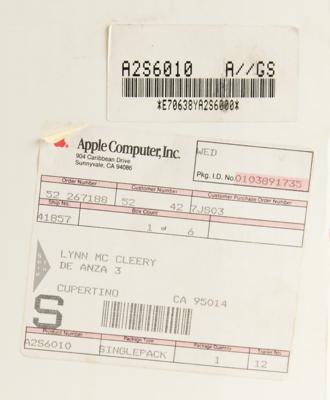 A2S6010 A//GS
*E70638YA2S6000*
Apple Computer, Inc.
904 Caribbean Drive
Sunnyvale, CA 94086
WED
Pkg. I.D. No. 0103891735
Order Number Customer Number Customer Purchase Order Number
52 267188 52 42 7JS03
Ship No. Box Count
41857 1 of 6
LYNN MC CLEERY
DE ANZA 3
CUPERTINO CA 95014
S
Product Number Package Type Package Quantity Transec No.
A2S6010 SINGLEPACK 1 12